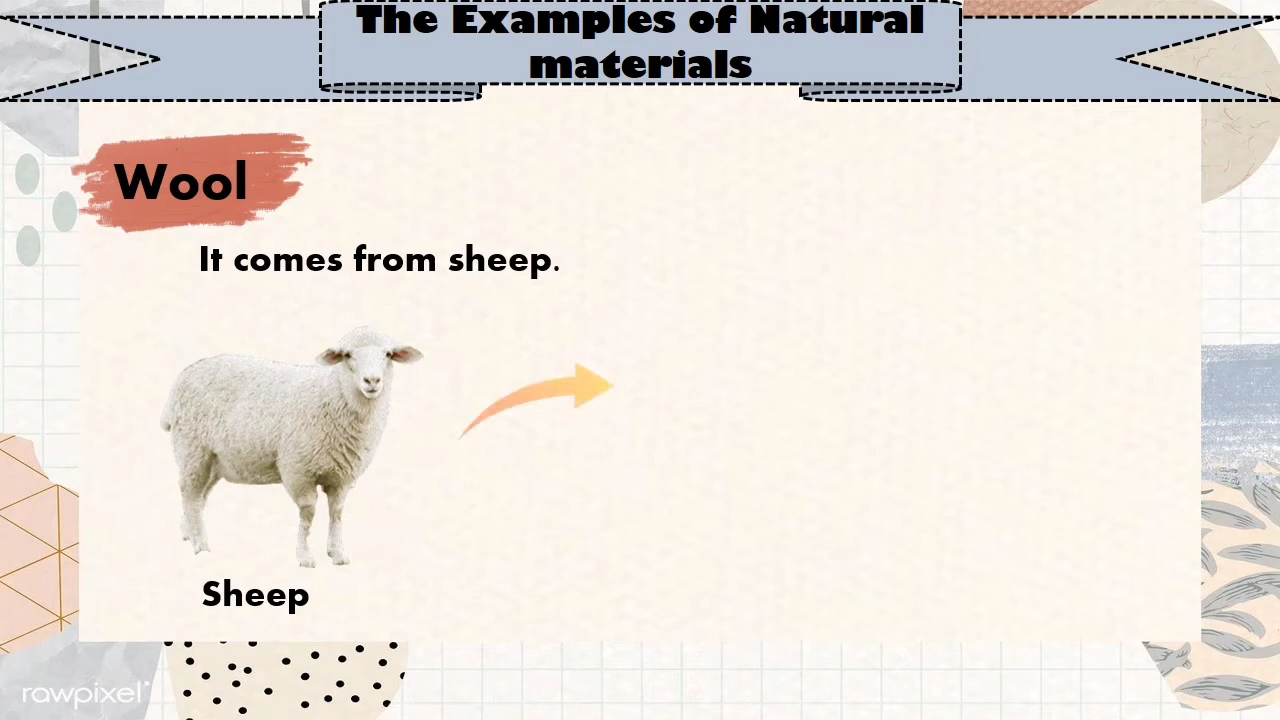 The Examples of Natural
materials
Wool
It comes from sheep.
Sheep
rawpixel